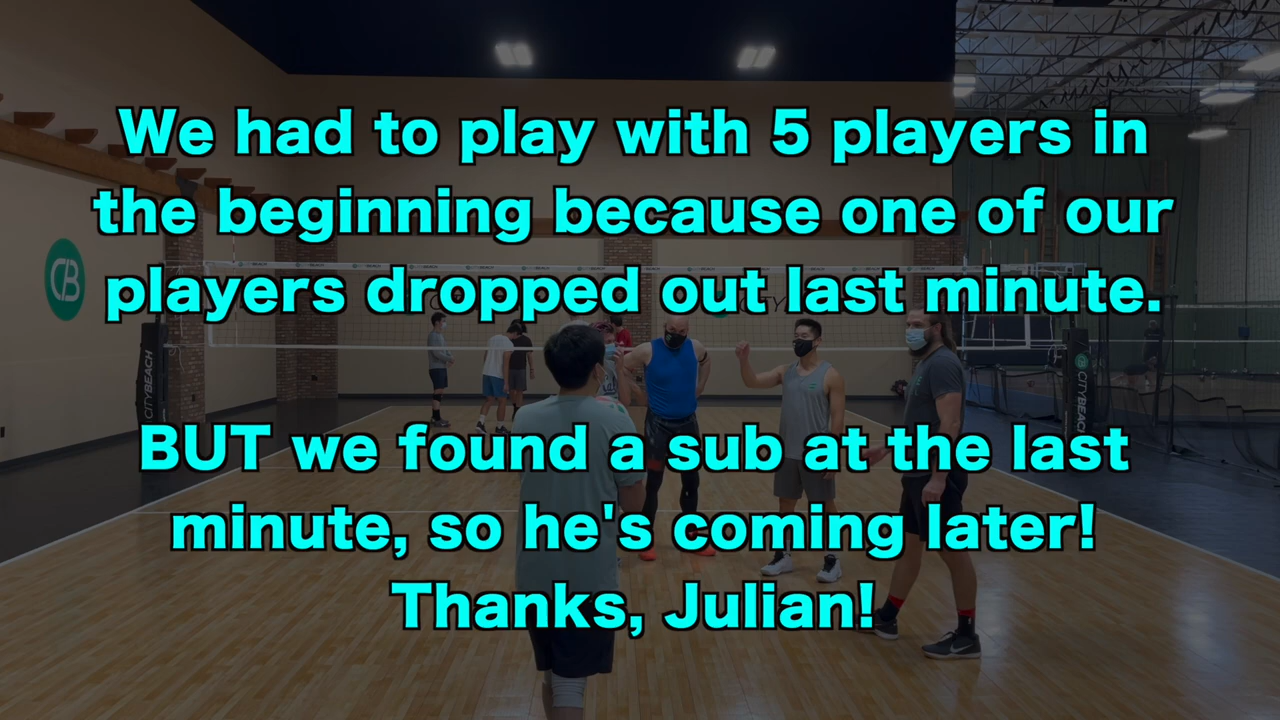 We had to play with 5 players in
the beginning because one of our
players dropped out last minute.
BUT we found a sub at the last
minute, so he's coming later!
Thanks, Julian!
CB
CITYBEACH
CITYBEACH